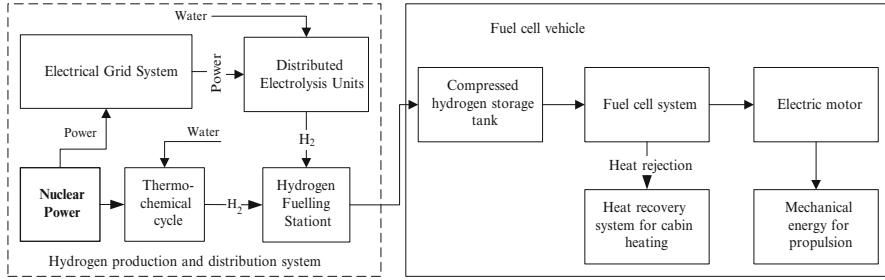 Water
Electrical Grid System
Power
Distributed
Electrolysis Units
Power
Water
H2
Nuclear
Power
Thermo-
chemical
cycle
H2
Hydrogen
Fuelling
Stationt
Hydrogen production and distribution system
Fuel cell vehicle
Compressed
hydrogen storage
tank
Fuel cell system
Electric motor
Heat rejection
Heat recovery
system for cabin
heating
Mechanical
energy for
propulsion